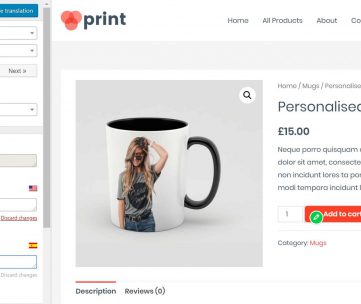 e translation
Next »
Discard changes
Discard changes
print
Home All Products About Co
Home / Mugs / Personalise
Personalised
£15.00
Neque porro quisquam
dolor sit amet, consecte
non incidunt lores ta po
modi tempora incidunt l
1 Add to cart
Category: Mugs
Description Reviews (0)